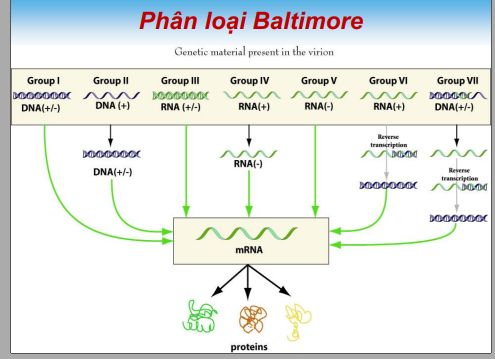 Phân loại Baltimore
Genetic material present in the virion
Group I
Group II
Group III
Group IV
Group V
Group VI
Group VII
DNA(+/-)
DNA (+)
RNA (+/-)
RNA(+)
RNA(-)
RNA(+)
DNA(+/-)
Reverse
transcription
DNA(+/-)
RNA(-)
Reverse
transcription
mRNA
proteins